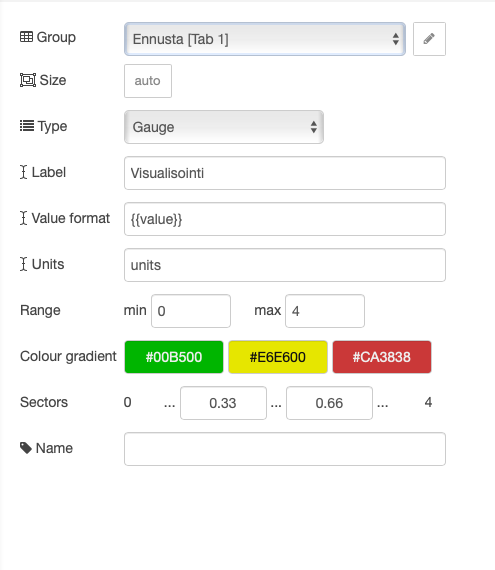 Group Ennusta [Tab 1]
Size auto
Type Gauge
Label Visualisointi
Value format {{value}}
Units units
Range min 0 max 4
Colour gradient #00B500 #E6E600 #CA3838
Sectors 0 ... 0.33 ... 0.66 ... 4
Name